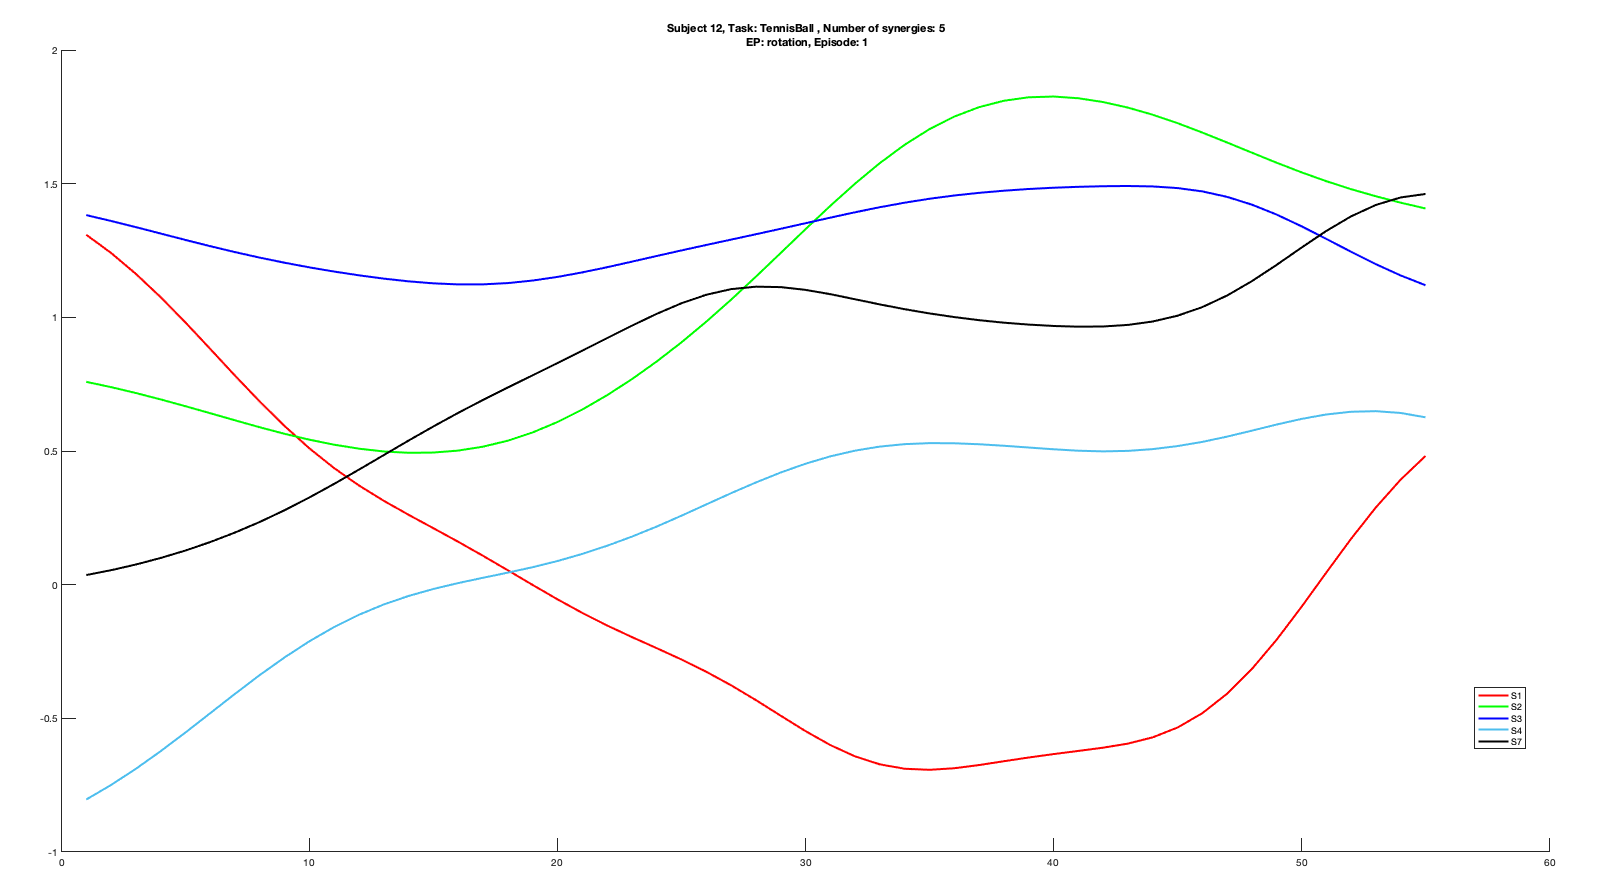 Subject 12, Task: TennisBall , Number of synergies: 5
EP: rotation, Episode: 1
2
1.5
1
0.5
0
-0.5
-1
0
10
20
30
40
50
60
S1
S2
S3
S4
S7